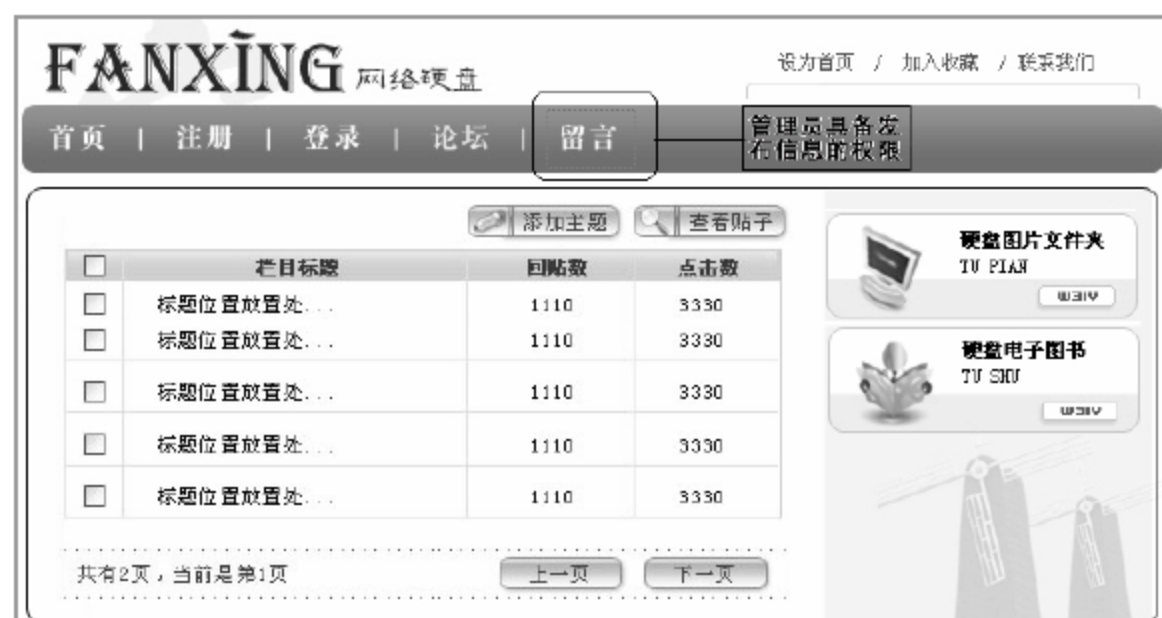 FANXING 网络硬盘
设为首页 / 加入收藏 / 联系我们
首页 | 注册 | 登录 | 论坛 | 留言
管理员具备发
布信息的权限
添加主题 查看贴子
栏目标题 回帖数 点击数
标题位置放置处... 1110 3330
标题位置放置处... 1110 3330
标题位置放置处... 1110 3330
标题位置放置处... 1110 3330
标题位置放置处... 1110 3330
共有2页，当前是第1页 上一页 下一页
硬盘图片文件夹
TU PIAN
VIEW
硬盘电子图书
TU SHU
VIEW